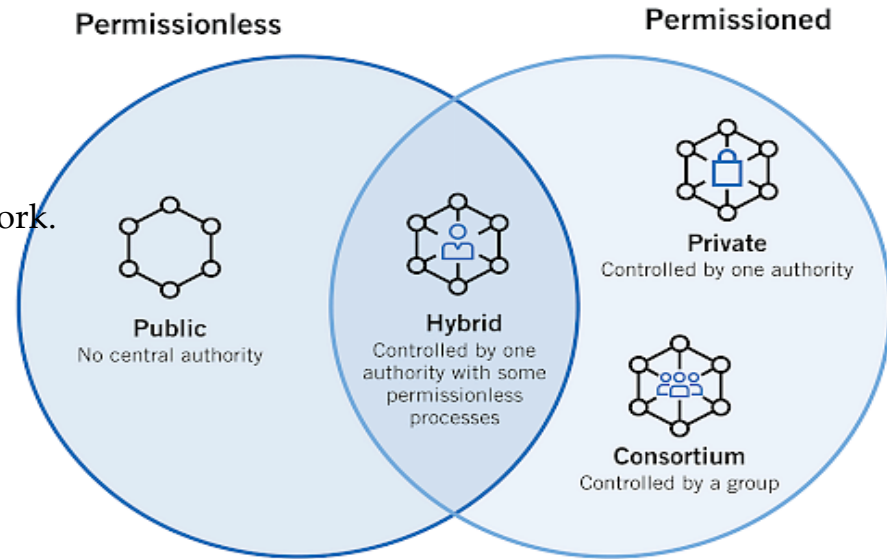 Permissionless
Permissioned
ork.
Public
No central authority
Hybrid
Controlled by one
authority with some
permissionless
processes
Private
Controlled by one authority
Consortium
Controlled by a group